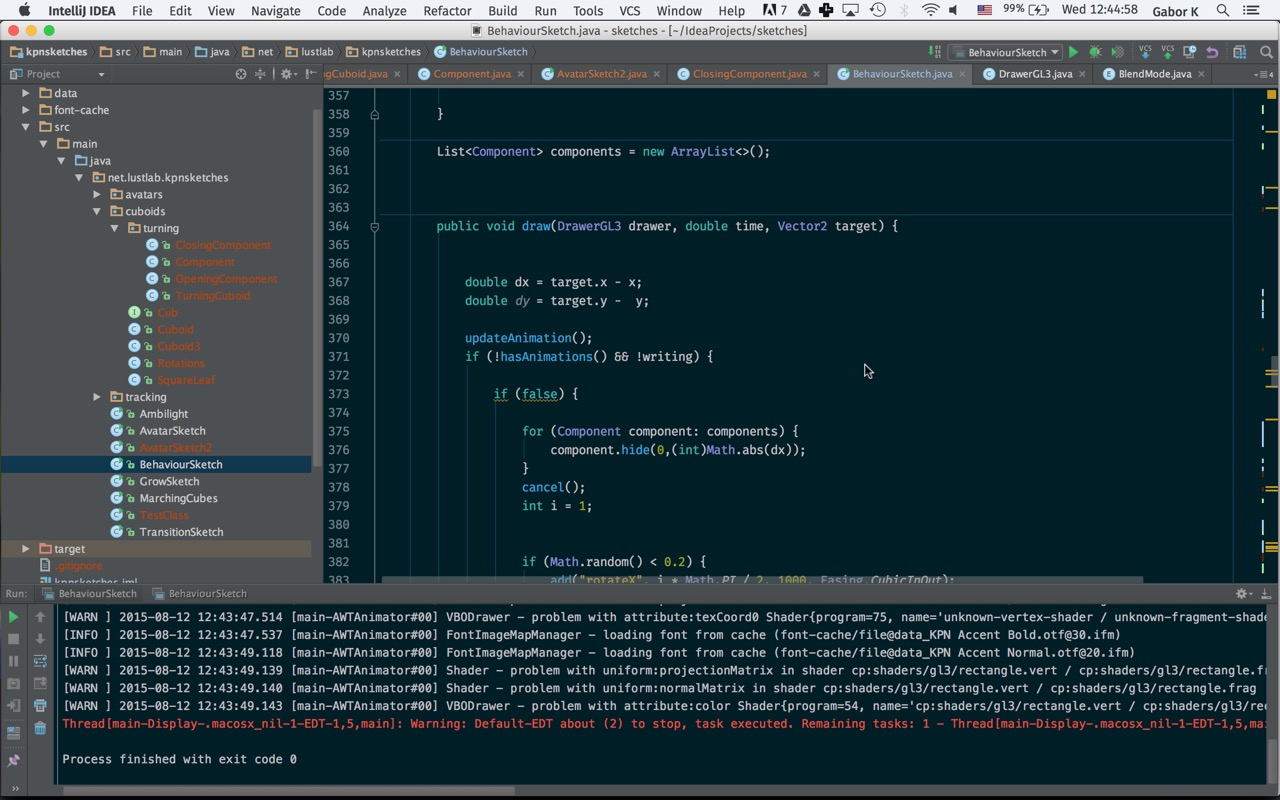 IntelliJ IDEA File Edit View Navigate Code Analyze Refactor Build Run Tools VCS Window Help 7 99% Wed 12:44:58 Gabor K
BehaviourSketch.java - sketches - [~/IdeaProjects/sketches]
kpnsketches src main java net lustlab kpnsketches BehaviourSketch BehaviourSketch VCS VCS
Project gCuboid.java Component.java AvatarSketch2.java ClosingComponent.java BehaviourSketch.java DrawerGL3.java BlendMode.java 4
data
font-cache
src
main
java
net.lustlab.kpnsketches
avatars
cuboids
turning
ClosingComponent
Component
OpeningComponent
TurningCuboid
Cub
Cuboid
Cuboid3
Rotations
SquareLeaf
tracking
Ambilight
AvatarSketch
AvatarSketch2
BehaviourSketch
GrowSketch
MarchingCubes
TestClass
TransitionSketch
target
.gitignore
kpnsketches.iml
357
358 }
359
360 List<Component> components = new ArrayList<>();
361
362
363
364 public void draw(DrawerGL3 drawer, double time, Vector2 target) {
365
366
367 double dx = target.x - x;
368 double dy = target.y -  y;
369
370 updateAnimation();
371 if (!hasAnimations() && !writing) {
372
373 if (false) {
374
375 for (Component component: components) {
376 component.hide(0,(int)Math.abs(dx));
377 }
378 cancel();
379 int i = 1;
380
381
382 if (Math.random() < 0.2) {
383 add("rotateX", i * Math.PI / 2, 1000, Easing.CubicInOut);
Run: BehaviourSketch BehaviourSketch
[WARN ] 2015-08-12 12:43:47.514 [main-AWTAnimator#00] VBODrawer - problem with attribute:texCoord0 Shader{program=75, name='unknown-vertex-shader / unknown-fragment-shade
[INFO ] 2015-08-12 12:43:47.537 [main-AWTAnimator#00] FontImageMapManager - loading font from cache (font-cache/file@data_KPN Accent Bold.otf@30.ifm)
[INFO ] 2015-08-12 12:43:49.118 [main-AWTAnimator#00] FontImageMapManager - loading font from cache (font-cache/file@data_KPN Accent Normal.otf@20.ifm)
[WARN ] 2015-08-12 12:43:49.139 [main-AWTAnimator#00] Shader - problem with uniform:projectionMatrix in shader cp:shaders/gl3/rectangle.vert / cp:shaders/gl3/rectangle.fr
[WARN ] 2015-08-12 12:43:49.140 [main-AWTAnimator#00] Shader - problem with uniform:normalMatrix in shader cp:shaders/gl3/rectangle.vert / cp:shaders/gl3/rectangle.frag
[WARN ] 2015-08-12 12:43:49.143 [main-AWTAnimator#00] VBODrawer - problem with attribute:color Shader{program=54, name='cp:shaders/gl3/rectangle.vert / cp:shaders/gl3/rec
Thread[main-Display-.macosx_nil-1-EDT-1,5,main]: Warning: Default-EDT about (2) to stop, task executed. Remaining tasks: 1 - Thread[main-Display-.macosx_nil-1-EDT-1,5,mai
Process finished with exit code 0